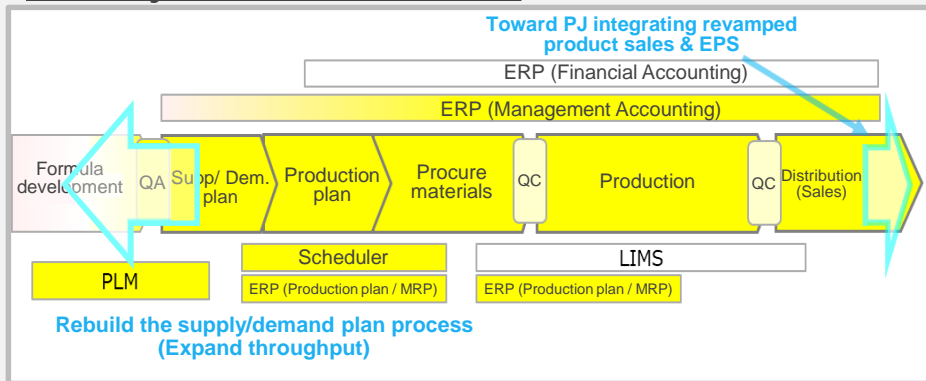 Toward PJ integrating revamped
product sales & EPS
ERP (Financial Accounting)
ERP (Management Accounting)
Formula
development
QA
Supp/ Dem.
plan
Production
plan
Procure
materials
QC
Production
QC
Distribution
(Sales)
Scheduler
LIMS
PLM
ERP (Production plan / MRP)
ERP (Production plan / MRP)
Rebuild the supply/demand plan process
(Expand throughput)